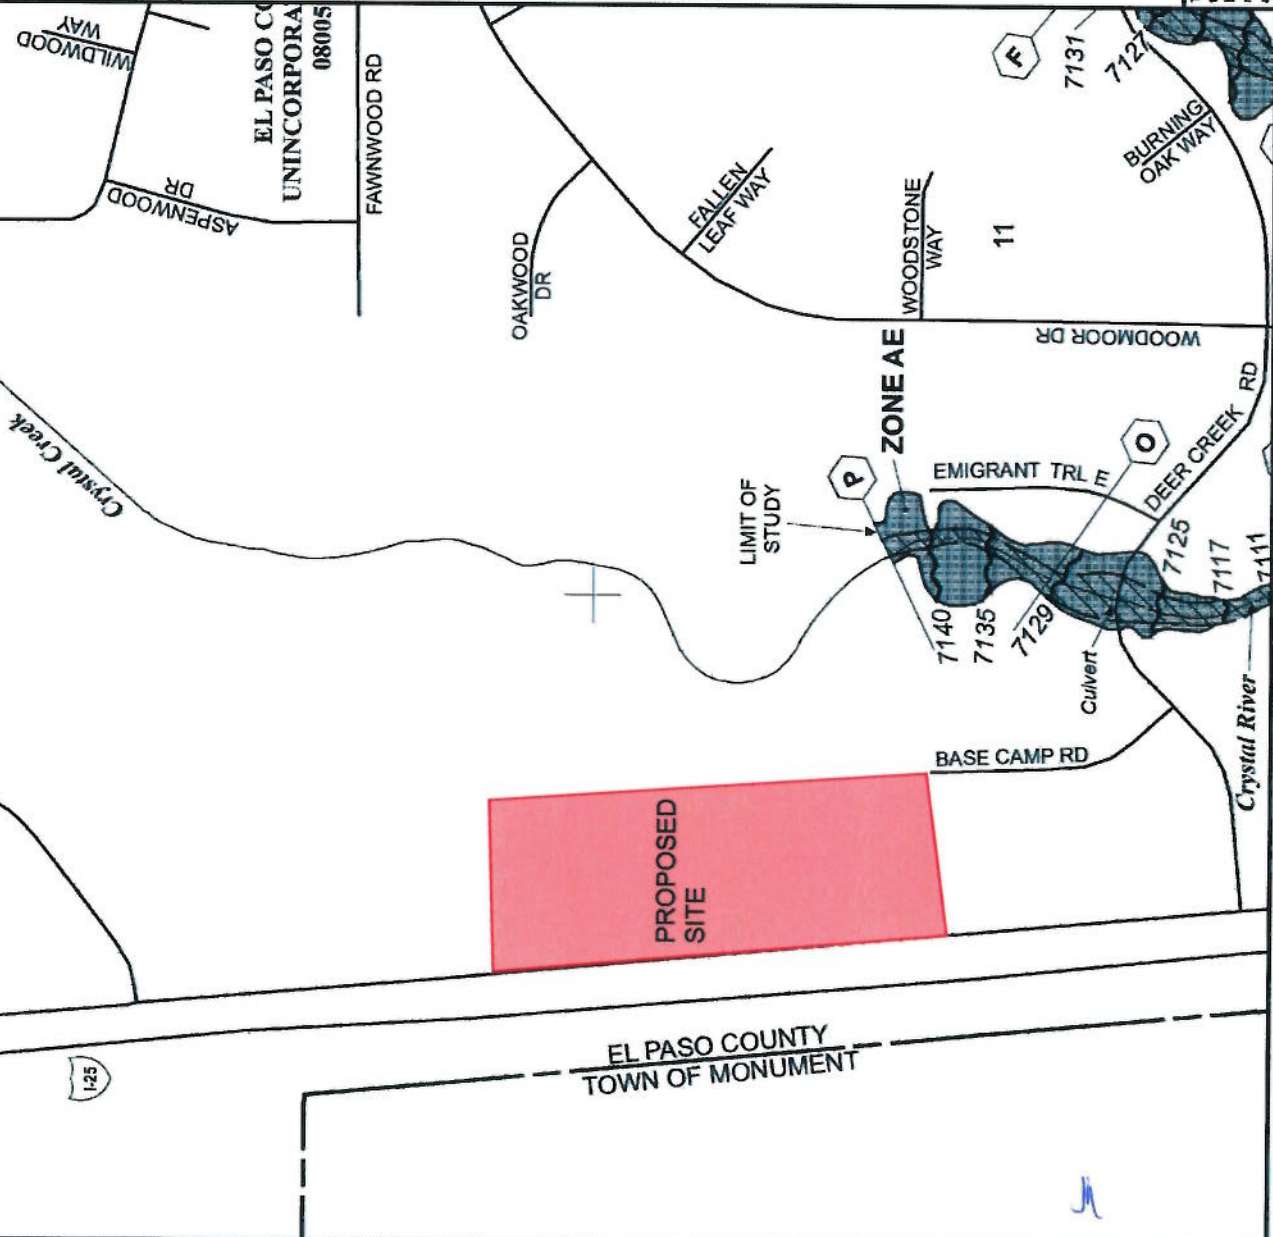 WILDWOOD
WAY
ASPENWOOD
DR
EL PASO CO
UNINCORPORA
08005
FAWNWOOD RD
OAKWOOD
DR
FALLEN
LEAF WAY
WOODSTONE
WAY
11
F
7131
7127
BURNING
OAK WAY
WOODMOOR DR
Crystal Creek
ZONE AE
P
LIMIT OF
STUDY
EMIGRANT TRL E
O
DEER CREEK RD
7140
7135
7129
7125
7117
7111
Culvert
Crystal River
BASE CAMP RD
PROPOSED
SITE
I-25
EL PASO COUNTY
TOWN OF MONUMENT